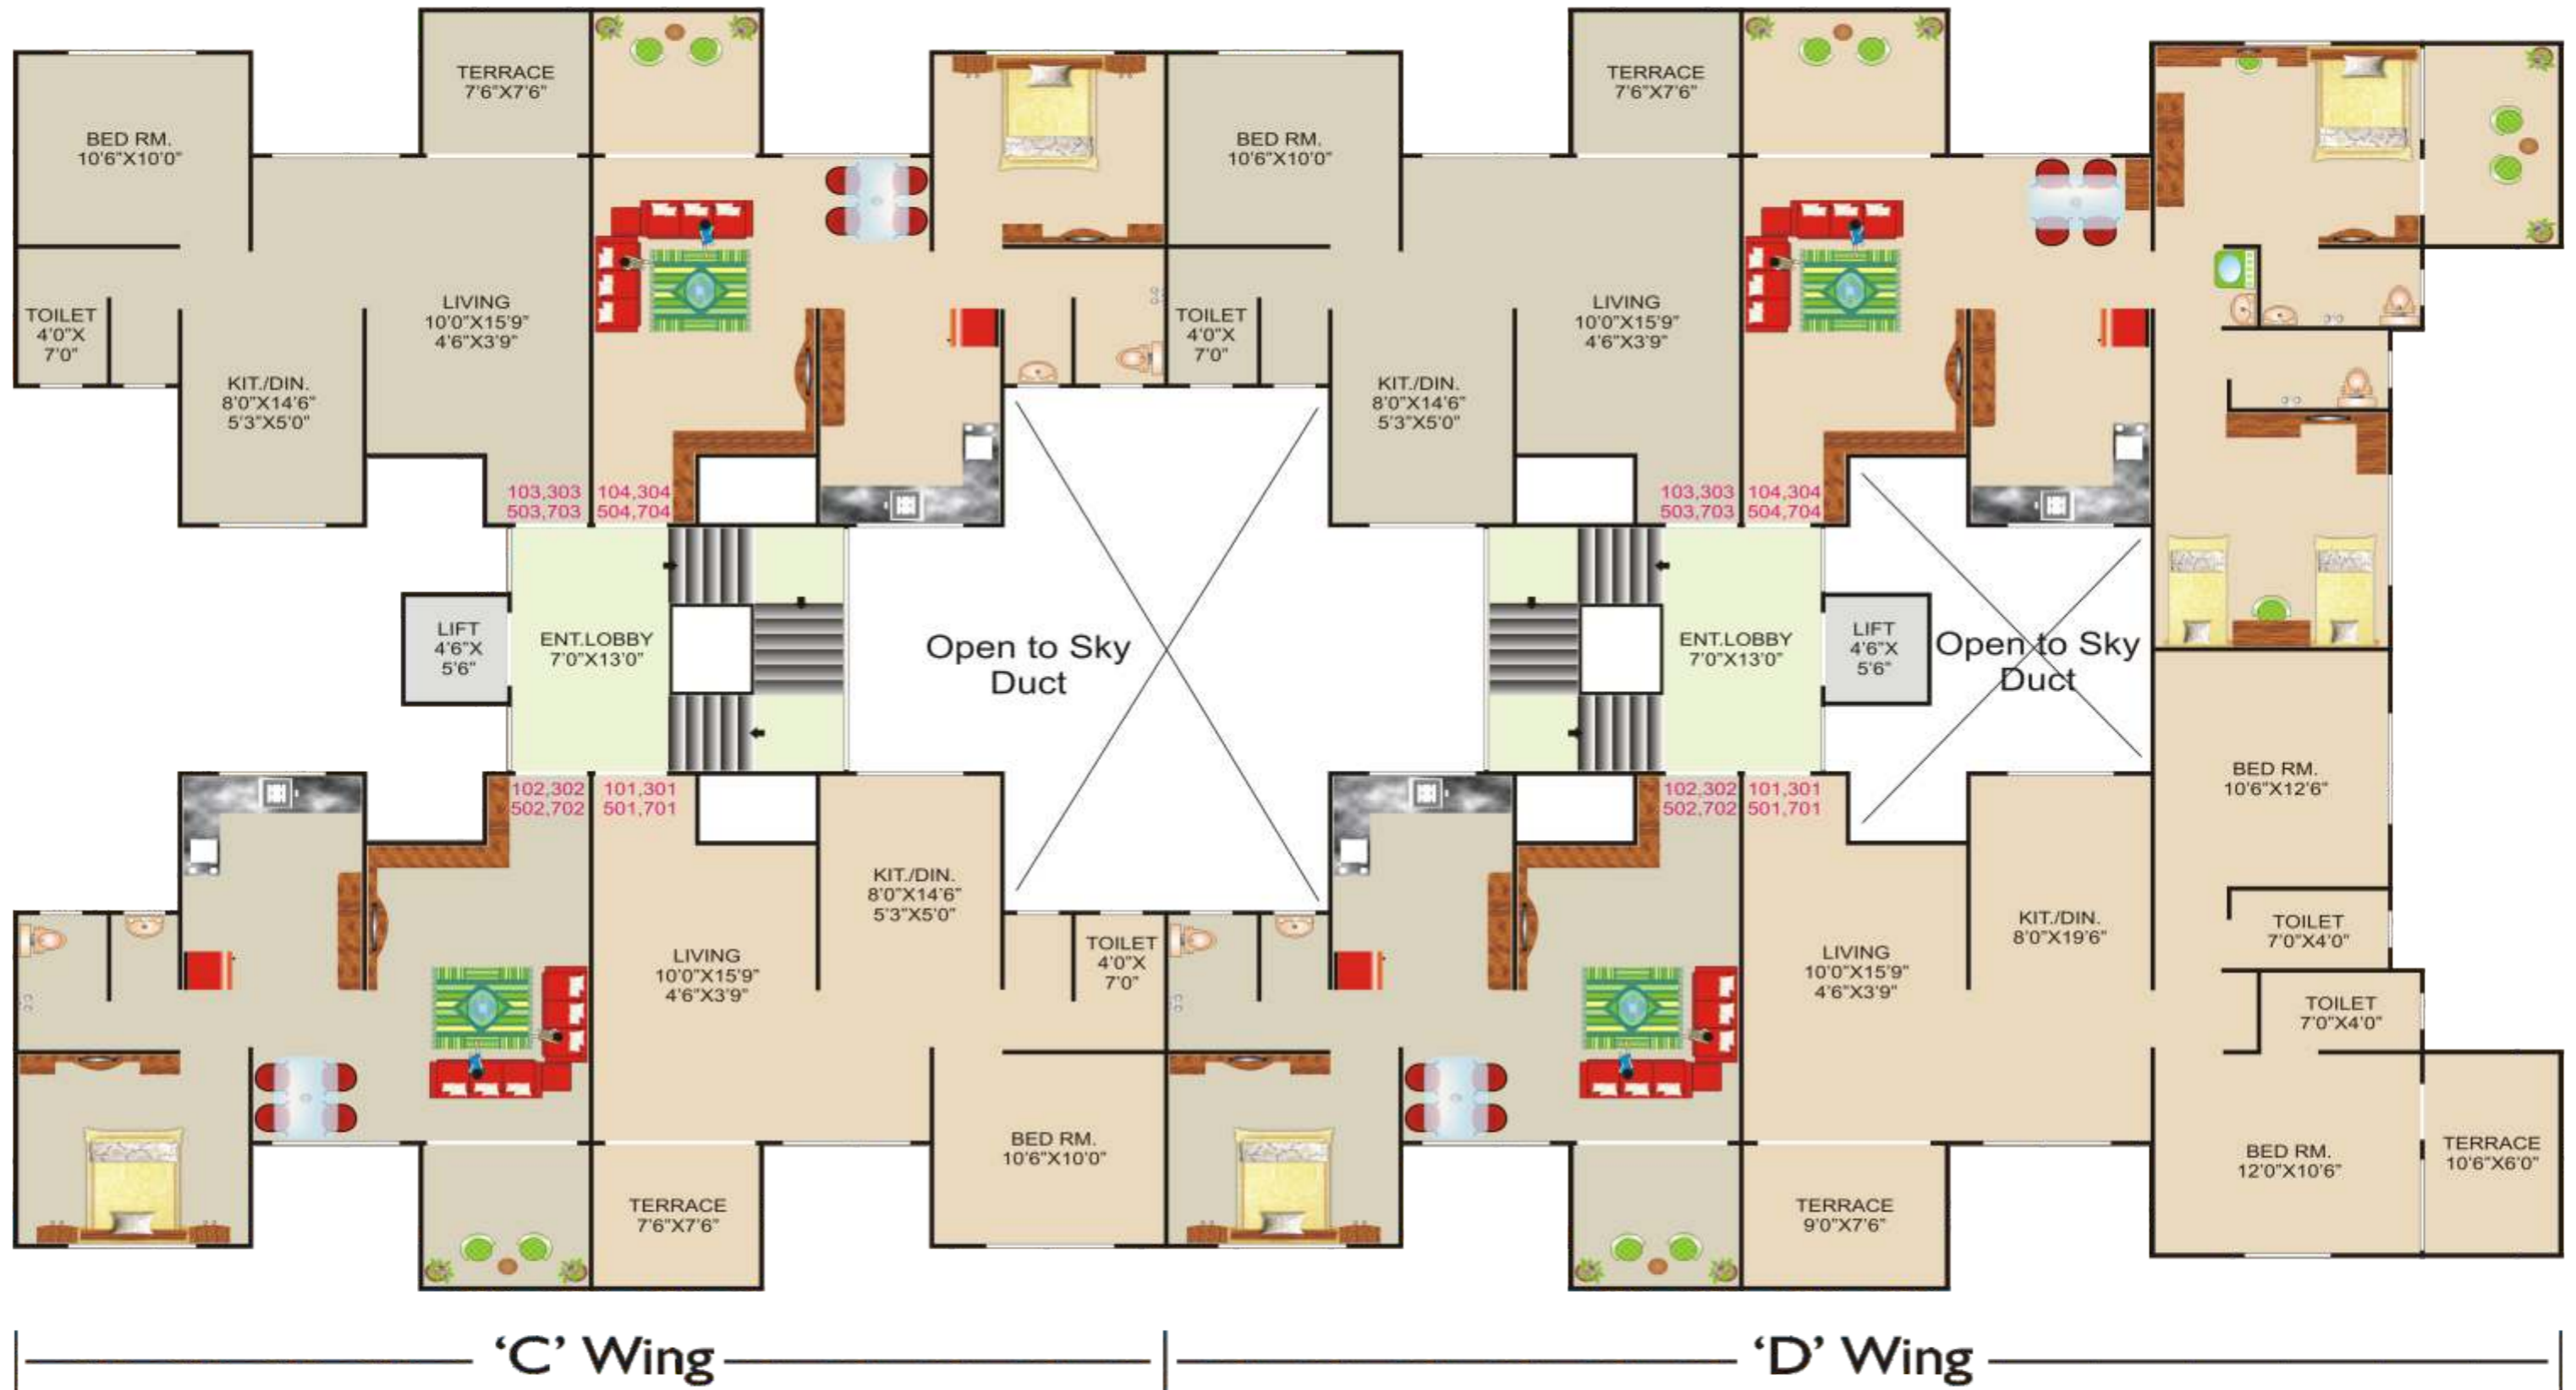 TERRACE
7'6"X7'6"
TERRACE
7'6"X7'6"
BED RM.
10'6"X10'0"
BED RM.
10'6"X10'0"
LIVING
10'0"X15'9"
4'6"X3'9"
LIVING
10'0"X15'9"
4'6"X3'9"
TOILET
4'0"X
7'0"
TOILET
4'0"X
7'0"
KIT./DIN.
8'0"X14'6"
5'3"X5'0"
KIT./DIN.
8'0"X14'6"
5'3"X5'0"
103,303
503,703
104,304
504,704
103,303
503,703
104,304
504,704
LIFT
4'6"X
5'6"
ENT.LOBBY
7'0"X13'0"
Open to Sky
Duct
ENT.LOBBY
7'0"X13'0"
LIFT
4'6"X
5'6"
Open to Sky
Duct
102,302
502,702
101,301
501,701
102,302
502,702
101,301
501,701
BED RM.
10'6"X12'6"
KIT./DIN.
8'0"X14'6"
5'3"X5'0"
KIT./DIN.
8'0"X19'6"
TOILET
7'0"X4'0"
LIVING
10'0"X15'9"
4'6"X3'9"
TOILET
4'0"X
7'0"
LIVING
10'0"X15'9"
4'6"X3'9"
TOILET
7'0"X4'0"
BED RM.
10'6"X10'0"
BED RM.
12'0"X10'6"
TERRACE
10'6"X6'0"
TERRACE
7'6"X7'6"
TERRACE
9'0"X7'6"
‘C’ Wing
‘D’ Wing